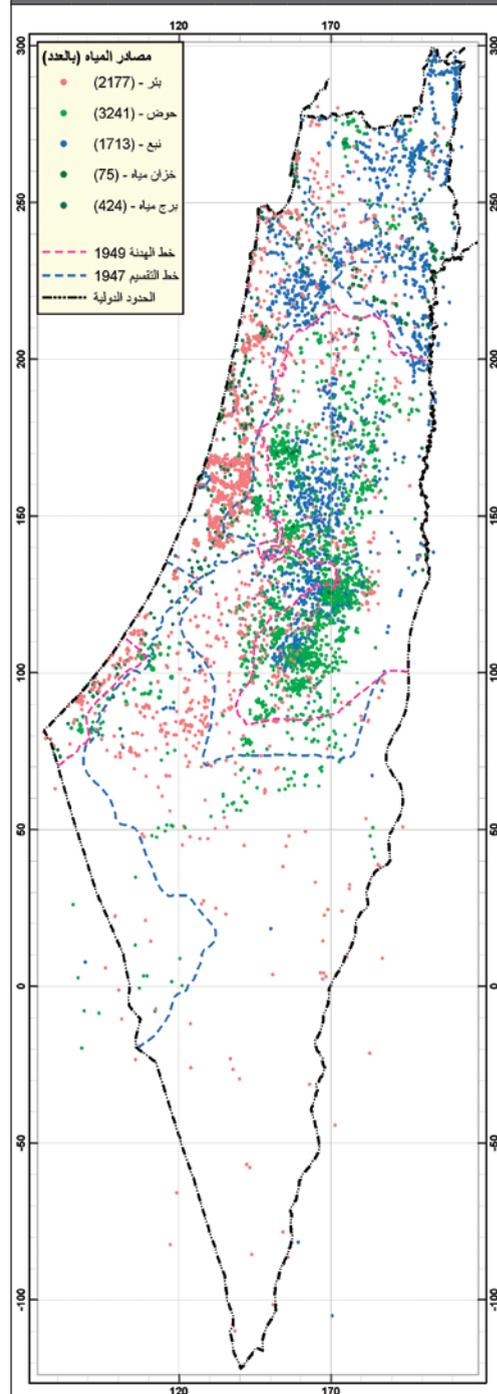 120 170
300
مصادر المياه (بالعدد)
بئر - (2177)
حوض - (3241)
نبع - (1713)
خزان مياه - (75)
برج مياه - (424)
خط الهدنة 1949
خط التقسيم 1947
الحدود الدولية
300
250 250
200 200
150 150
100 100
50 50
0 0
-50 -50
-100 -100
120 170